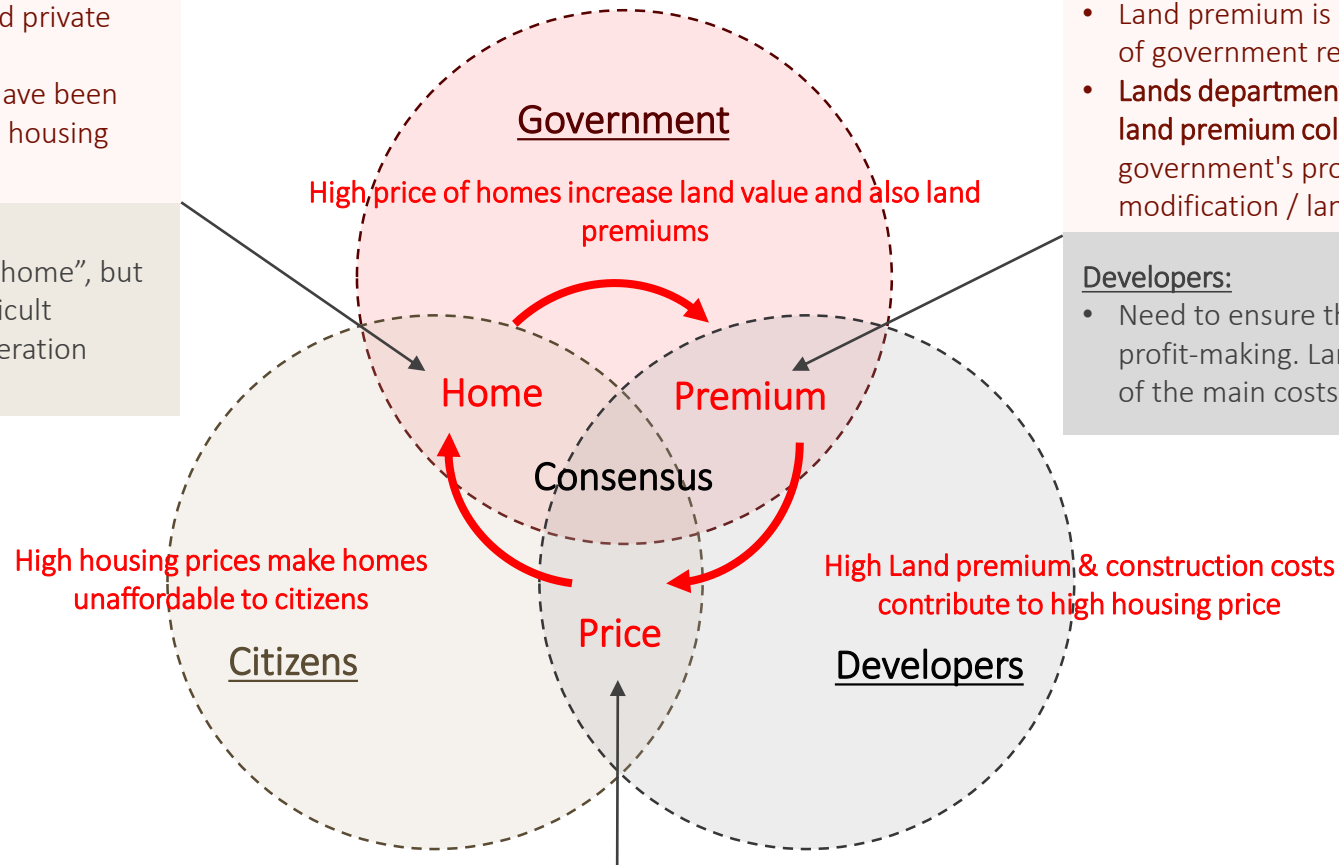 d private
ave been
housing
home”, but
icult
eration
Government
High price of homes increase land value and also land
premiums
Home
Premium
Consensus
High housing prices make homes
unaffordable to citizens
Citizens
Price
High Land premium & construction costs
contribute to high housing price
Developers
• Land premium is
of government re
• Lands departmen
land premium col
government's pro
modification / lan
Developers:
• Need to ensure th
profit-making. Lan
of the main costs